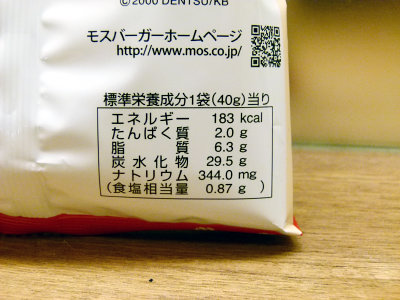 ©2000 DENTSU/KB
モスバーガーホームページ
http://www.mos.co.jp/
標準栄養成分1袋(40g)当り
エネルギー 183 kcal
たんぱく質 2.0 g
脂質 6.3 g
炭水化物 29.5 g
ナトリウム 344.0 mg
(食塩相当量 0.87 g)